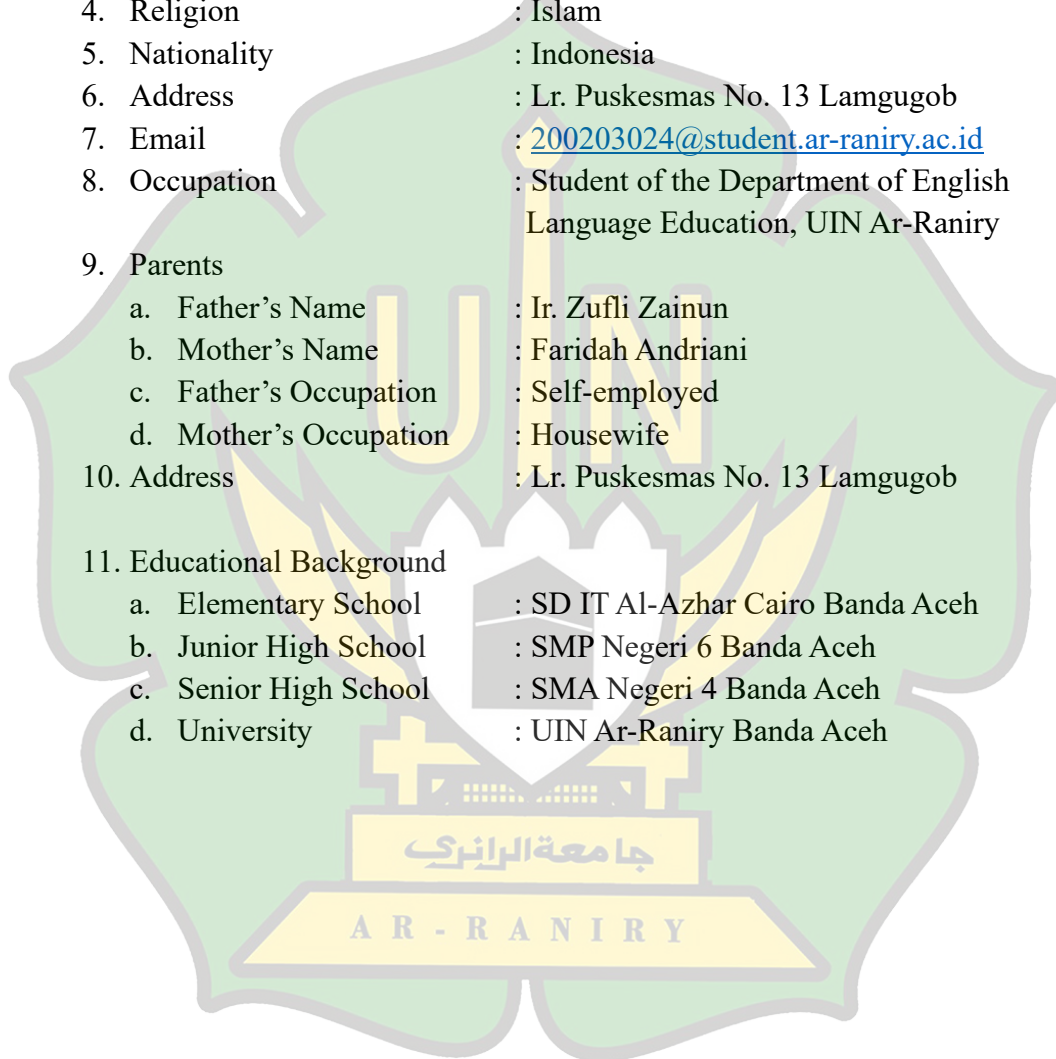 4. Religion : Islam
5. Nationality : Indonesia
6. Address : Lr. Puskesmas No. 13 Lamgugob
7. Email : 200203024@student.ar-raniry.ac.id
8. Occupation : Student of the Department of English
Language Education, UIN Ar-Raniry
9. Parents
a. Father’s Name : Ir. Zufli Zainun
b. Mother’s Name : Faridah Andriani
c. Father’s Occupation : Self-employed
d. Mother’s Occupation : Housewife
10. Address : Lr. Puskesmas No. 13 Lamgugob
11. Educational Background
a. Elementary School : SD IT Al-Azhar Cairo Banda Aceh
b. Junior High School : SMP Negeri 6 Banda Aceh
c. Senior High School : SMA Negeri 4 Banda Aceh
d. University : UIN Ar-Raniry Banda Aceh
UIN
جامعةالرانري
AR-RANIRY